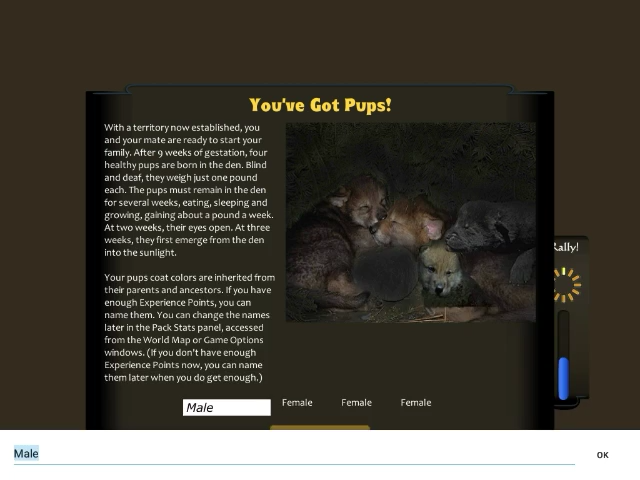 You've Got Pups!
With a territory now established, you
and your mate are ready to start your
family. After 9 weeks of gestation, four
healthy pups are born in the den. Blind
and deaf, they weigh just one pound
each. The pups must remain in the den
for several weeks, eating, sleeping and
growing, gaining about a pound a week.
At two weeks, their eyes open. At three
weeks, they first emerge from the den
into the sunlight.
Your pups coat colors are inherited from
their parents and ancestors. If you have
enough Experience Points, you can
name them. You can change the names
later in the Pack Stats panel, accessed
from the World Map or Game Options
windows. (If you don't have enough
Experience Points now, you can name
them later when you do get enough.)
Rally!
Male Female Female Female
Male OK